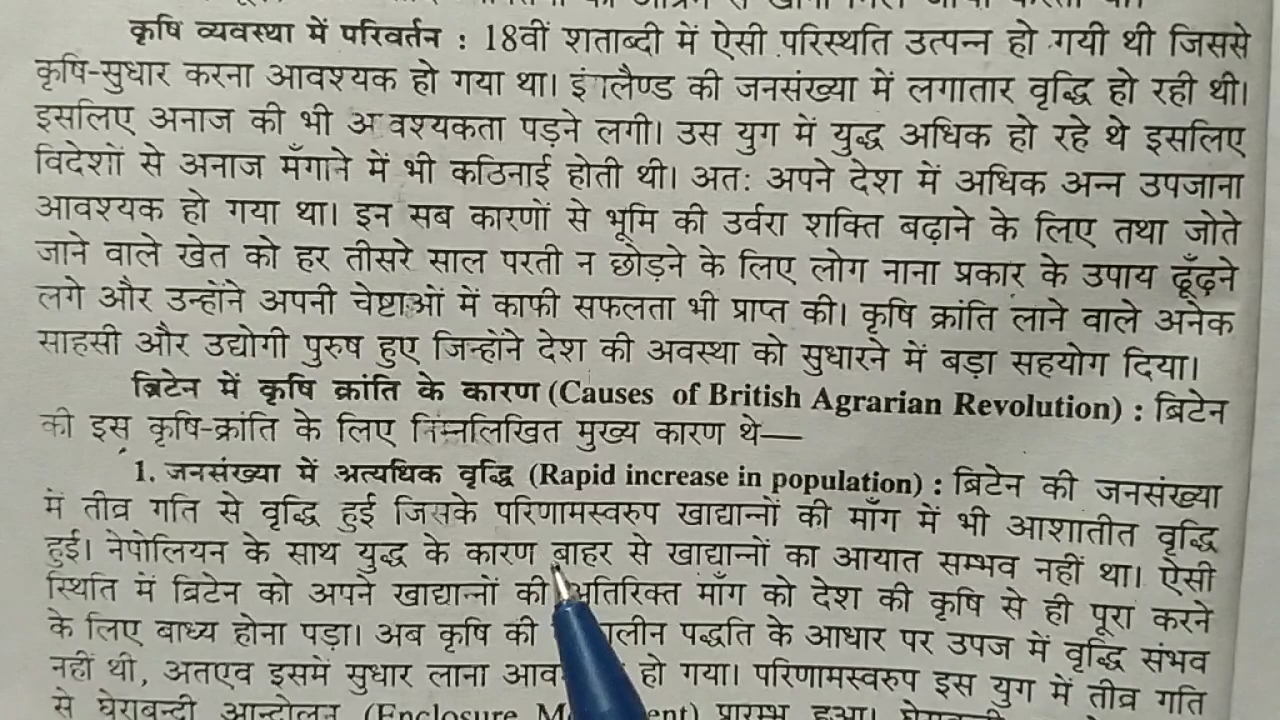 कृषि व्यवस्था में परिवर्तन : 18वीं शताब्दी में ऐसी परिस्थति उत्पन्न हो गयी थी जिससे
कृषि-सुधार करना आवश्यक हो गया था। इंगलैण्ड की जनसंख्या में लगातार वृद्धि हो रही थी।
इसलिए अनाज की भी आवश्यकता पड़ने लगी। उस युग में युद्ध अधिक हो रहे थे इसलिए
विदेशों से अनाज मँगाने में भी कठिनाई होती थी। अतः अपने देश में अधिक अन्न उपजाना
आवश्यक हो गया था। इन सब कारणों से भूमि की उर्वरा शक्ति बढ़ाने के लिए तथा जोते
जाने वाले खेत को हर तीसरे साल परती न छोड़ने के लिए लोग नाना प्रकार के उपाय ढूँढ़ने
लगे और उन्होंने अपनी चेष्टाओं में काफी सफलता भी प्राप्त की। कृषि क्रांति लाने वाले अनेक
साहसी और उद्योगी पुरुष हुए जिन्होंने देश की अवस्था को सुधारने में बड़ा सहयोग दिया।
ब्रिटेन में कृषि क्रांति के कारण (Causes of British Agrarian Revolution) : ब्रिटेन
की इस कृषि-क्रांति के लिए निम्नलिखित मुख्य कारण थे—
1. जनसंख्या में अत्यधिक वृद्धि (Rapid increase in population) : ब्रिटेन की जनसंख्या
में तीव्र गति से वृद्धि हुई जिसके परिणामस्वरुप खाद्यान्नों की माँग में भी आशातीत वृद्धि
हुई। नेपोलियन के साथ युद्ध के कारण बाहर से खाद्यान्नों का आयात सम्भव नहीं था। ऐसी
स्थिति में ब्रिटेन को अपने खाद्यान्नों की अतिरिक्त माँग को देश की कृषि से ही पूरा करने
के लिए बाध्य होना पड़ा। अब कृषि की पद्धति के आधार पर उपज में वृद्धि संभव
नहीं थी, अतएव इसमें सुधार लाना हो गया। परिणामस्वरुप इस युग में तीव्र गति
से घेराबन्दी आन्दोलन (Enclosure प्रारम्भ हुआ।